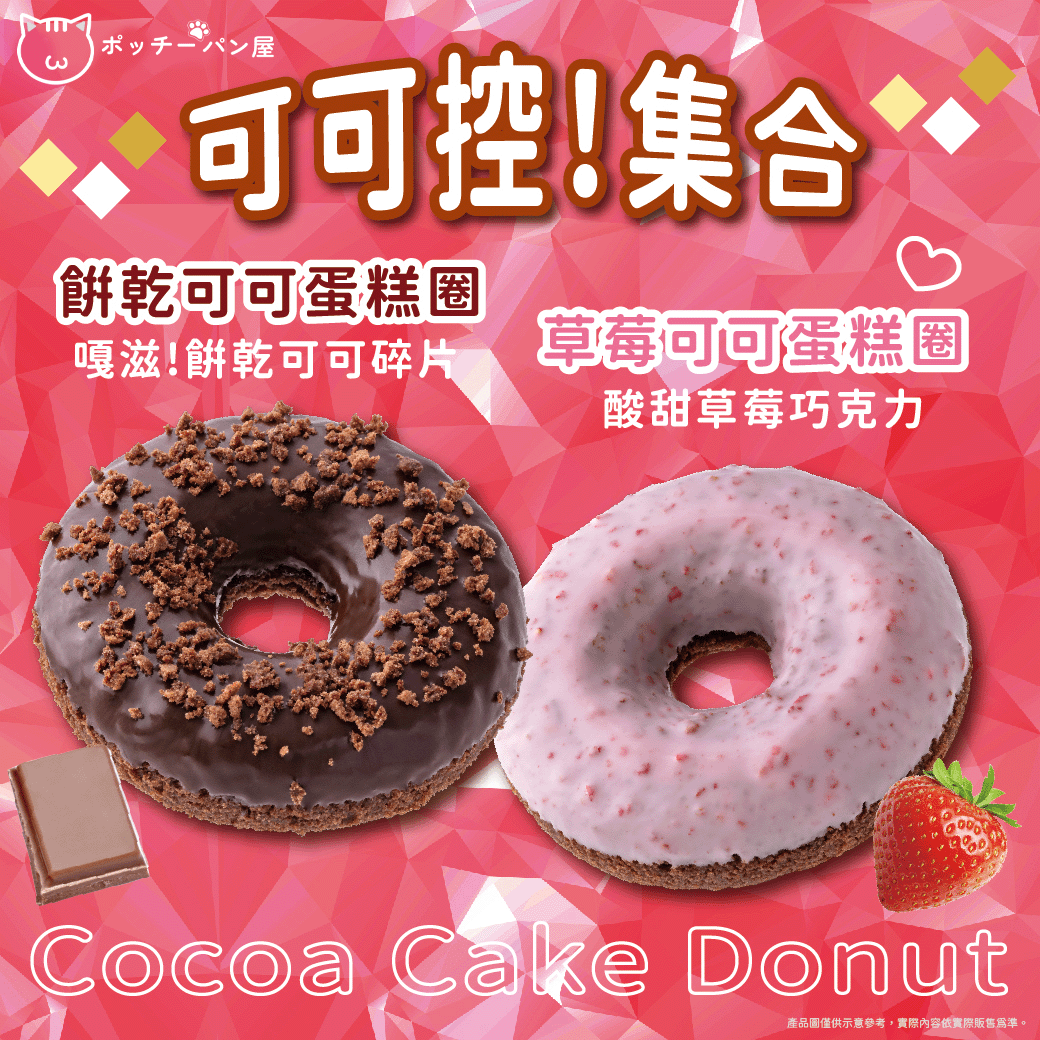 ポッチーパン屋
可可控!集合
餅乾可可蛋糕圈
嘎滋!餅乾可可碎片
草莓可可蛋糕圈
酸甜草莓巧克力
Cocoa Cake Donut
產品圖僅供示意參考，實際內容依實際販售為準。